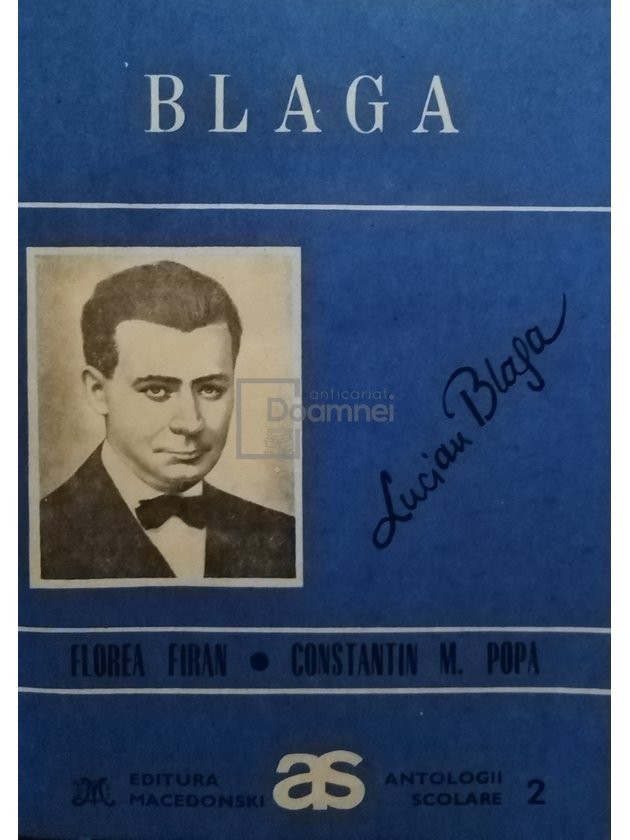 BLAGA
anticariat
Doamnei
Lucian Blaga
FLOREA FIRAN • CONSTANTIN M. POPA
EDITURA
MACEDONSKI
as
ANTOLOGII
SCOLARE 2